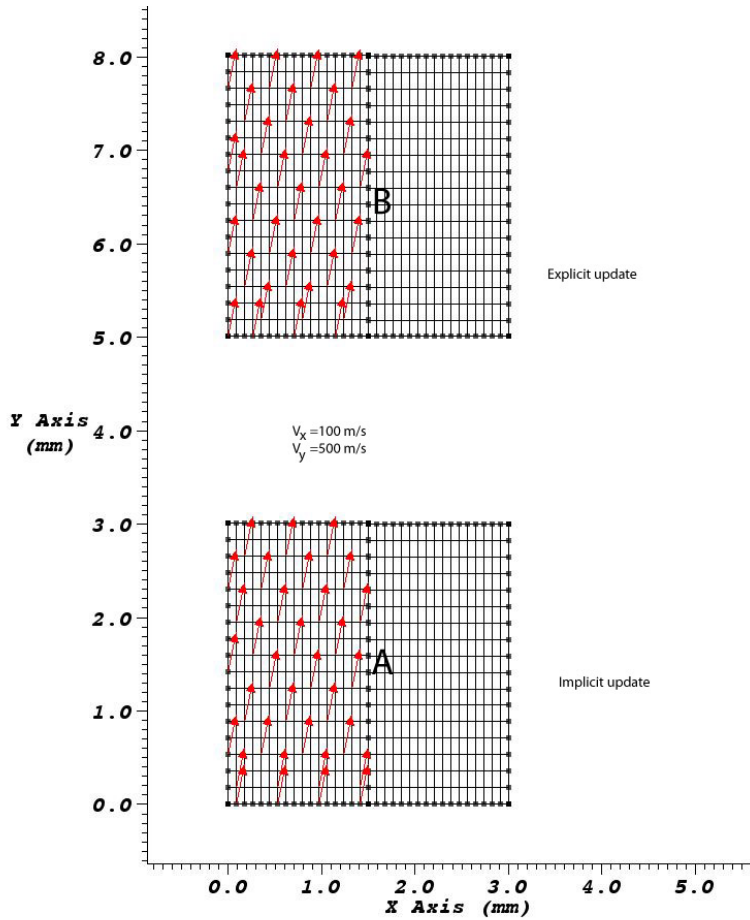 8.0
7.0
B
6.0
Explicit update
5.0
Y Axis
(mm)
4.0
Vx =100 m/s
Vy =500 m/s
3.0
2.0
A
Implicit update
1.0
0.0
0.0 1.0 2.0 3.0 4.0 5.0
X Axis (mm)